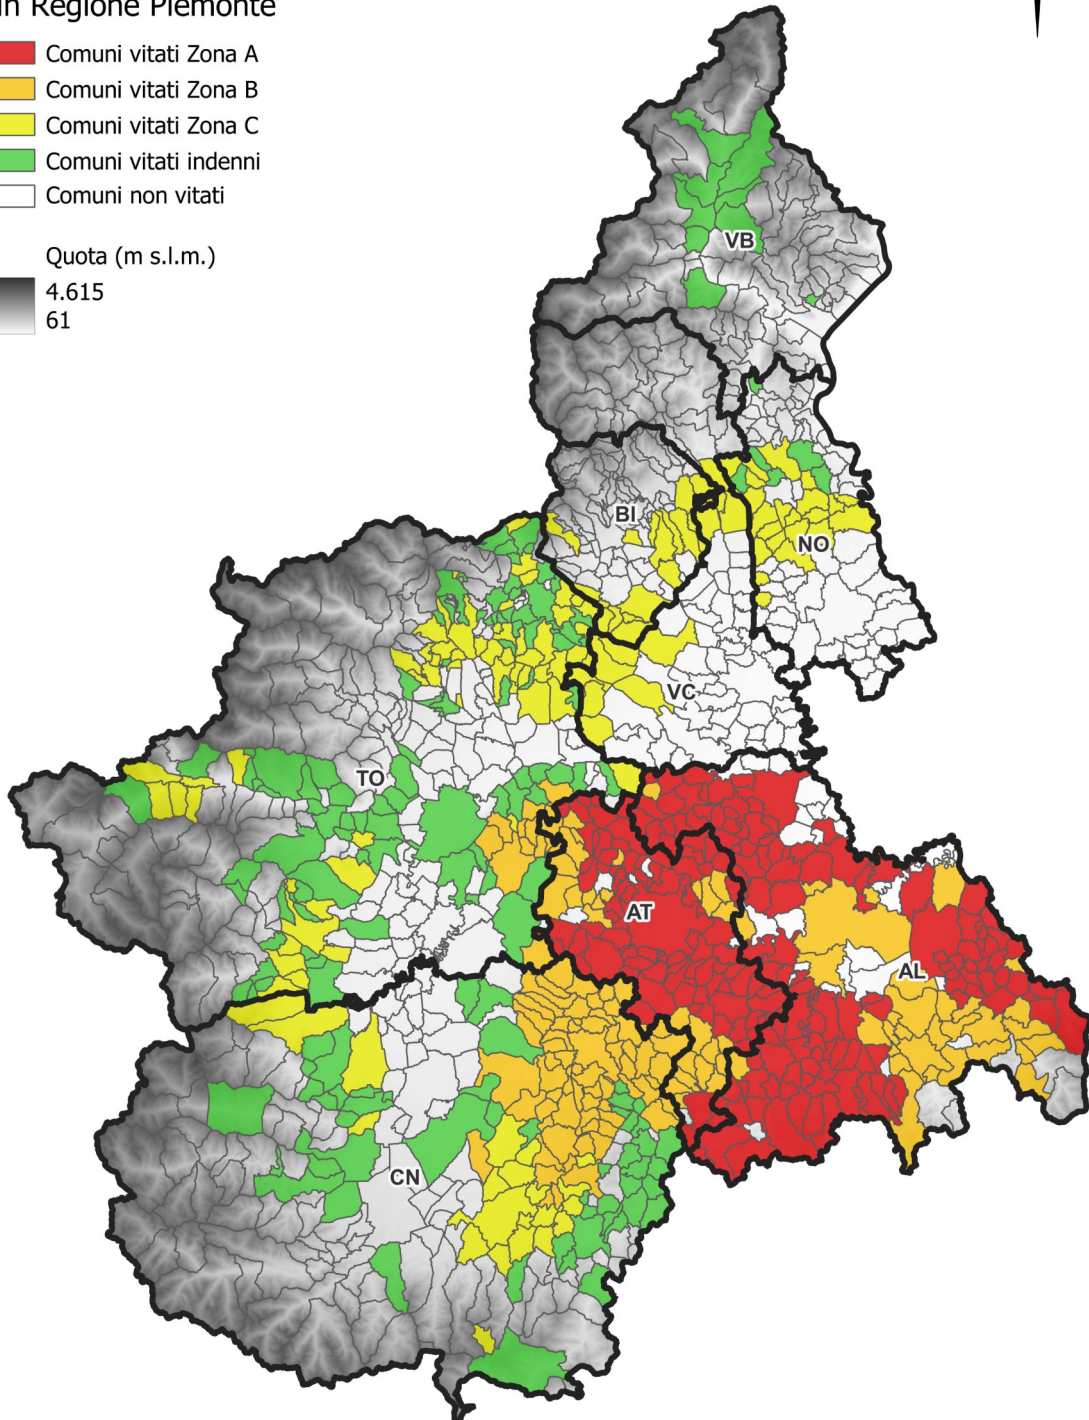 in Regione Piemonte
Comuni vitati Zona A
Comuni vitati Zona B
Comuni vitati Zona C
Comuni vitati indenni
Comuni non vitati
Quota (m s.l.m.)
4.615
61
VB
BI
NO
VC
TO
AT
AL
CN